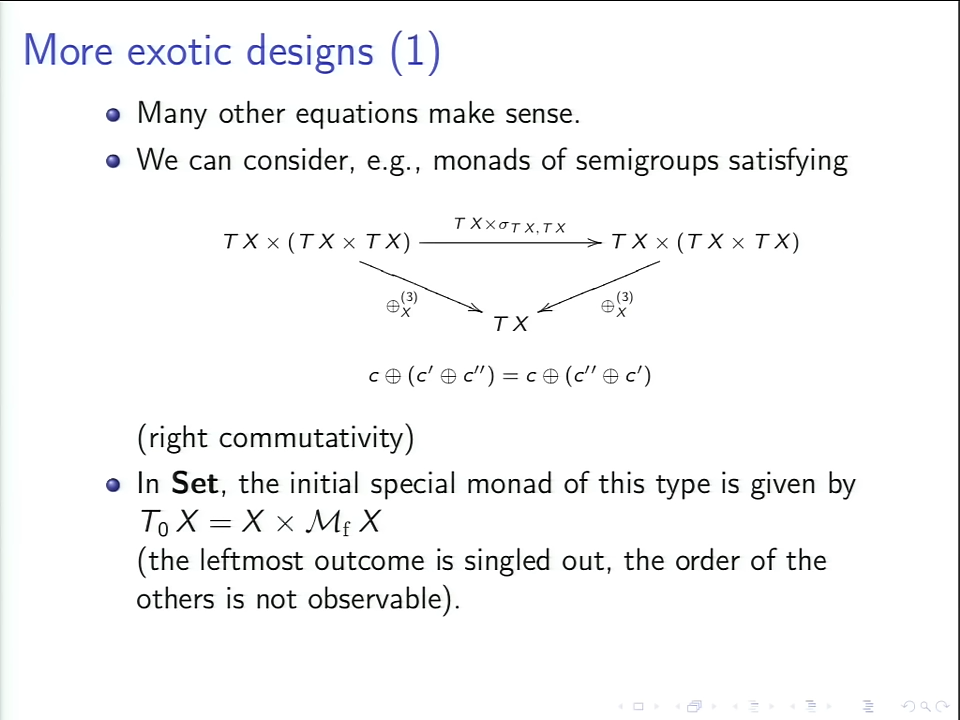 More exotic designs (1)
Many other equations make sense.
We can consider, e.g., monads of semigroups satisfying
T X × σ_{T X, T X}
T X × (T X × T X) ⟶ T X × (T X × T X)
⊕_X^{(3)} ⊕_X^{(3)}
T X
c ⊕ (c′ ⊕ c″) = c ⊕ (c″ ⊕ c′)
(right commutativity)
In Set, the initial special monad of this type is given by
T₀ X = X × ℳ_f X
(the leftmost outcome is singled out, the order of the
others is not observable).